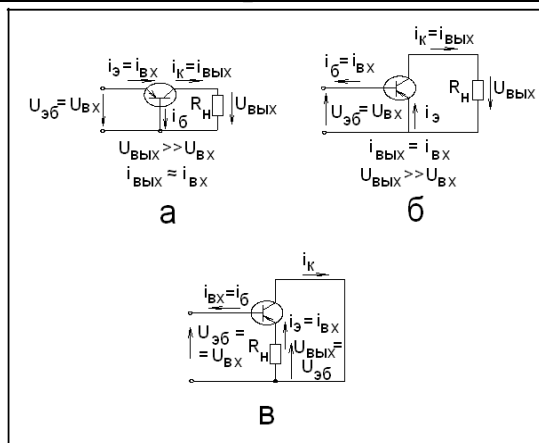 iэ=iвх iк=iвых
Uэб=Uвх Rн Uвых
iб
Uвых>>Uвх
iвых≈iвх
а
iк=iвых
iб=iвх
Rн Uвых
Uэб=Uвх iэ
iвых=iвх
Uвых>>Uвх
б
iк
iвх=iб
iэ=iвх
Uэб= Rн Uвых=
=Uвх Uэб
в